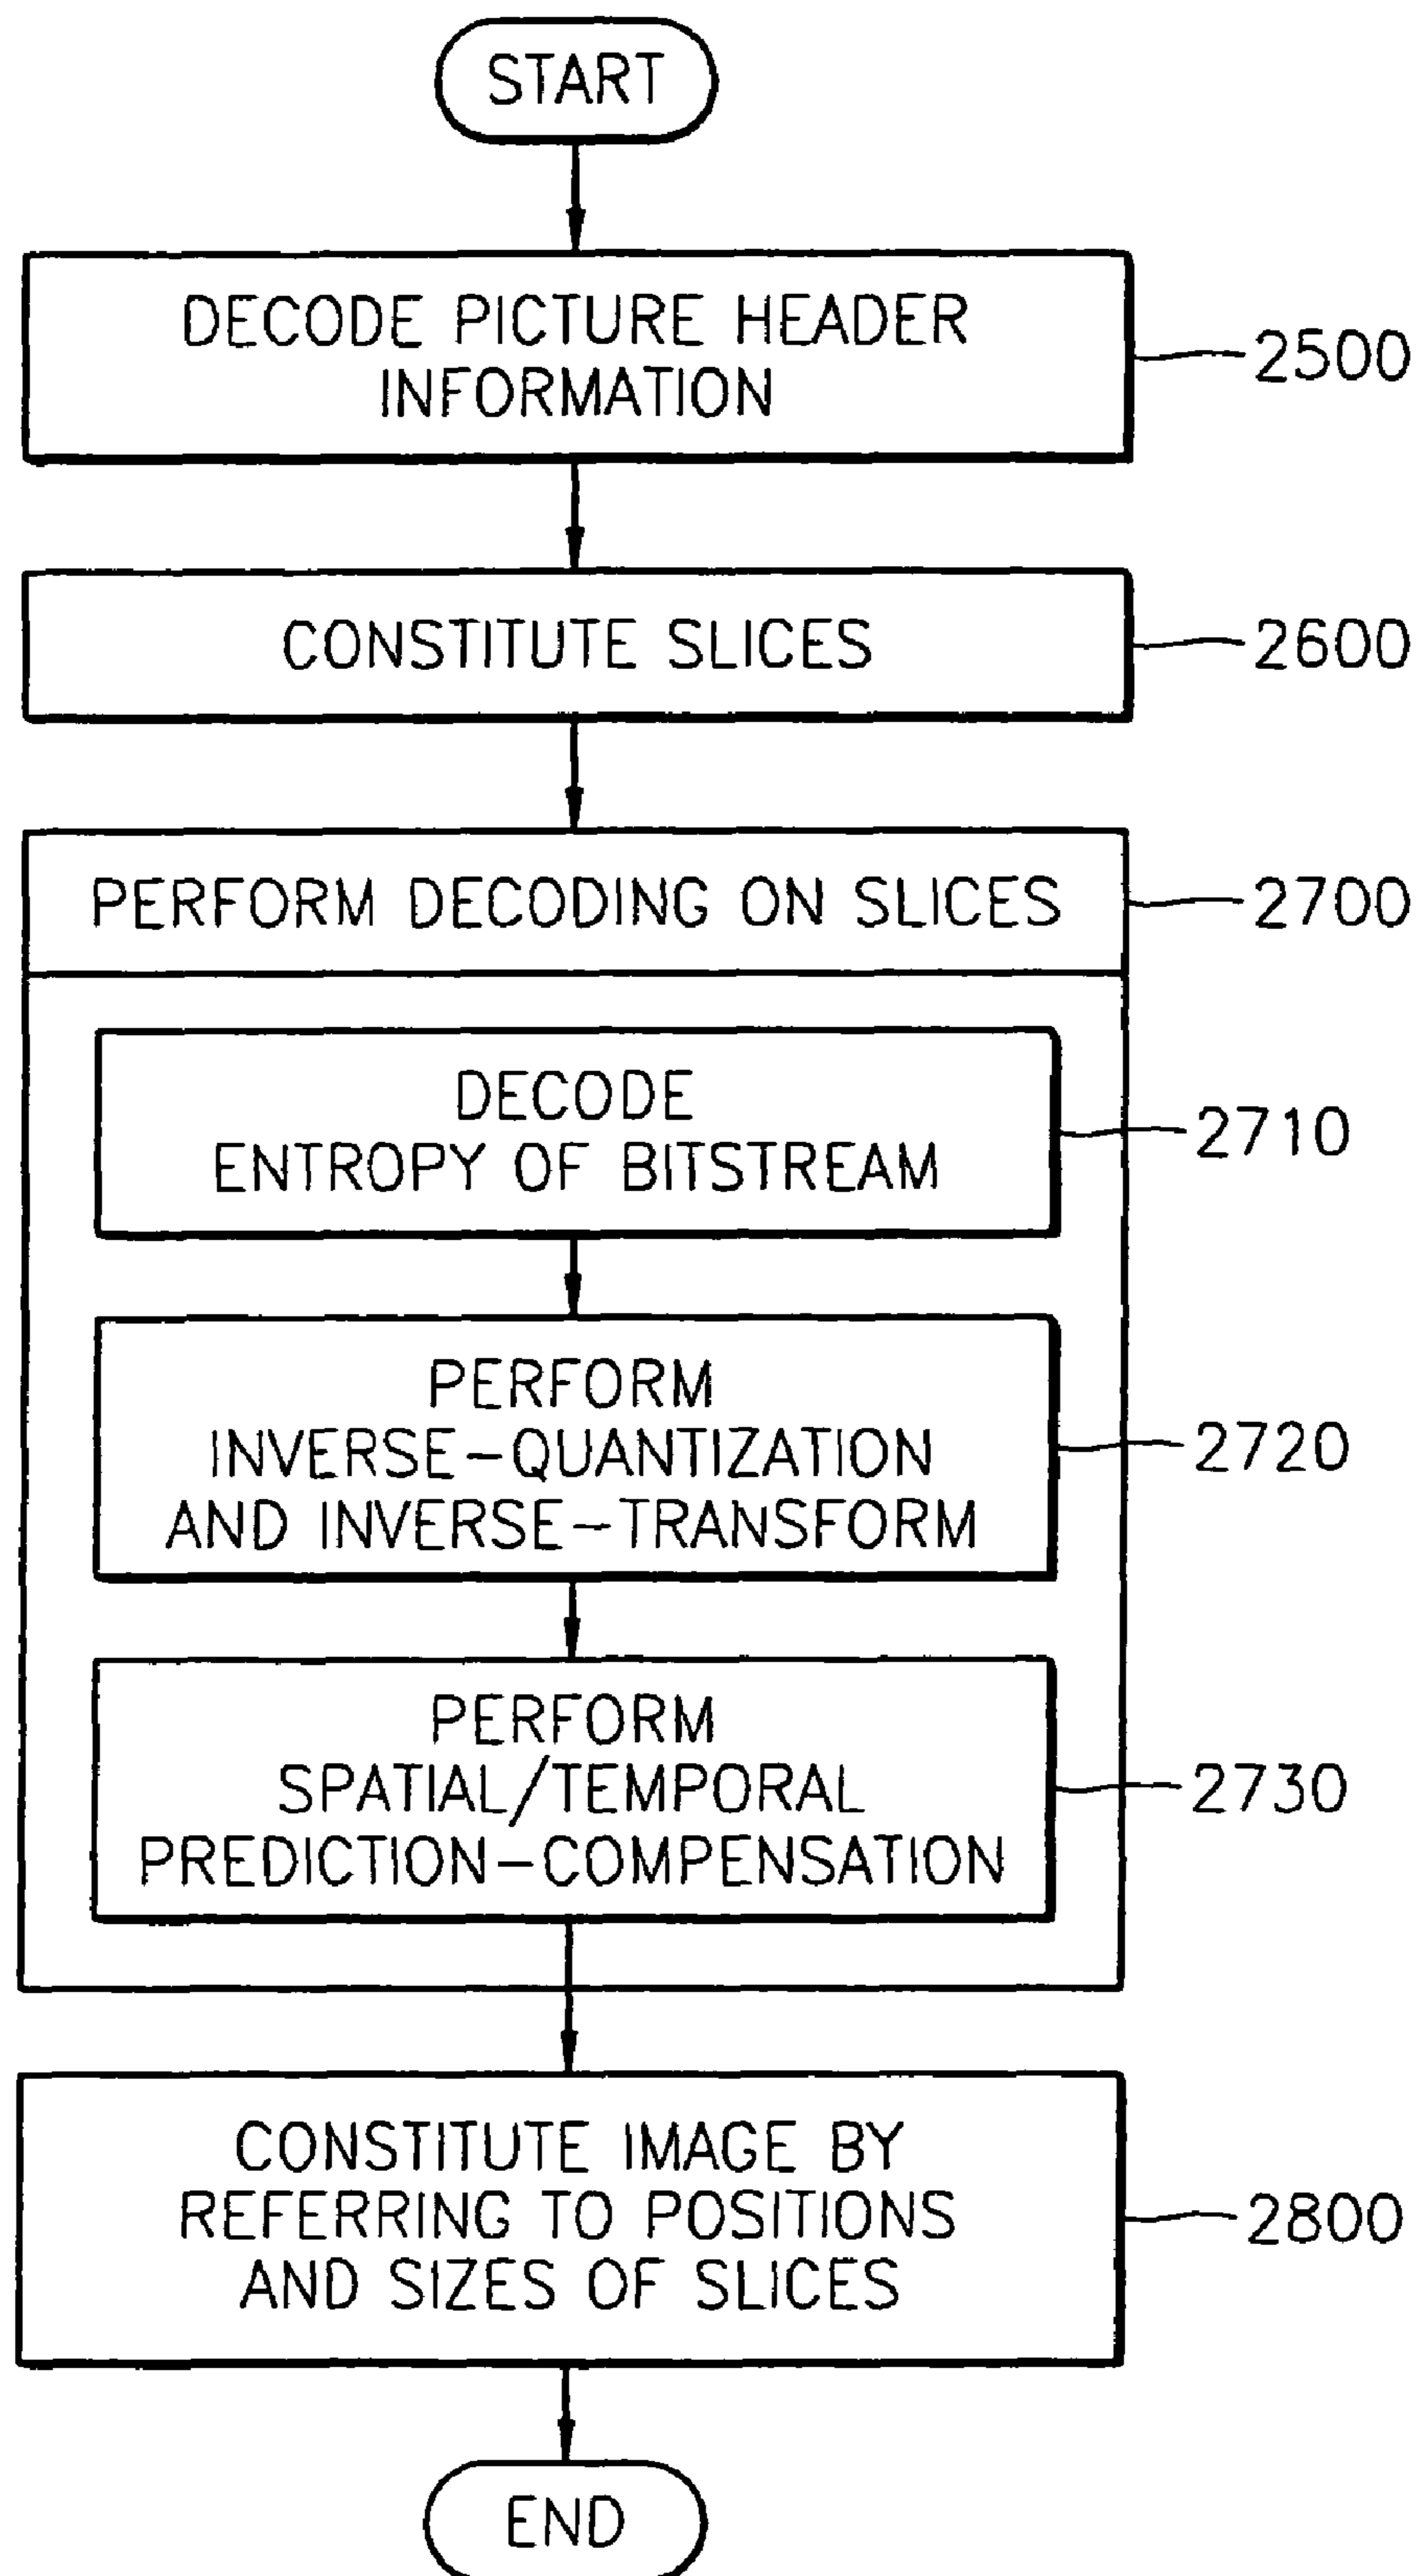 START
DECODE PICTURE HEADER
INFORMATION
2500
CONSTITUTE SLICES
2600
PERFORM DECODING ON SLICES
2700
DECODE
ENTROPY OF BITSTREAM
2710
PERFORM
INVERSE-QUANTIZATION
AND INVERSE-TRANSFORM
2720
PERFORM
SPATIAL/TEMPORAL
PREDICTION-COMPENSATION
2730
CONSTITUTE IMAGE BY
REFERRING TO POSITIONS
AND SIZES OF SLICES
2800
END